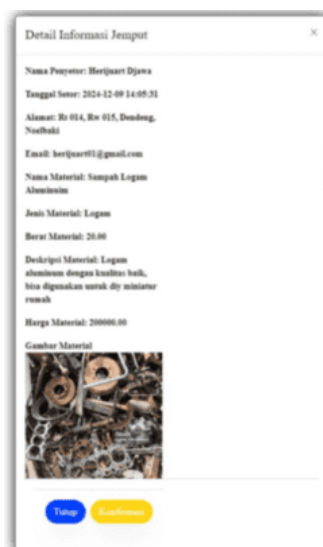 Detail Informasi Jemput
×
Nama Penyetor: Herijuart Djawa
Tanggal Setor: 2024-12-09 14:05:31
Alamat: Rt 014, Rw 015, Dendeng,
Noelbaki
Email: herijuart01@gmail.com
Nama Material: Sampah Logam
Aluminuim
Jenis Material: Logam
Berat Material: 20.00
Deskripsi Material: Logam
aluminum dengan kualitas baik,
bisa digunakan untuk diy miniatur
rumah
Harga Material: 200000.00
Gambar Material
Tutup
Konfirmasi